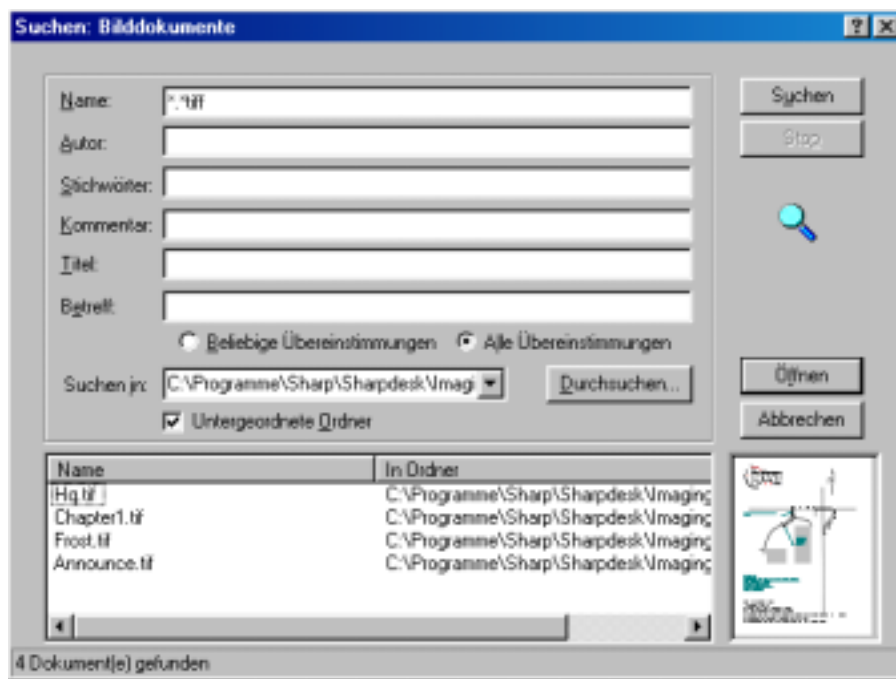 Suchen: Bilddokumente
Name: *.*tiff
Suchen
Autor:
Stop
Stichwörter:
Kommentar:
Titel:
Betreff:
Beliebige Übereinstimmungen Alle Übereinstimmungen
Suchen in: C:\Programme\Sharp\Sharpdesk\Imagi Durchsuchen...
Öffnen
Untergeordnete Ordner
Abbrechen
Name In Ordner
Hq.tif C:\Programme\Sharp\Sharpdesk\Imaging
Chapter1.tif C:\Programme\Sharp\Sharpdesk\Imaging
Frost.tif C:\Programme\Sharp\Sharpdesk\Imaging
Announce.tif C:\Programme\Sharp\Sharpdesk\Imaging
4 Dokument(e) gefunden